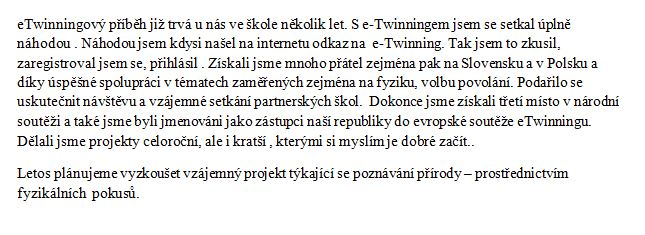 eTwinningový příběh již trvá u nás ve škole několik let. S e-Twinningem jsem se setkal úplně
náhodou . Náhodou jsem kdysi našel na internetu odkaz na  e-Twinning. Tak jsem to zkusil,
zaregistroval jsem se, přihlásil . Získali jsme mnoho přátel zejména pak na Slovensku a v Polsku a
díky úspěšné spolupráci v tématech zaměřených zejména na fyziku, volbu povolání. Podařilo se
uskutečnit návštěvu a vzájemné setkání partnerských škol.  Dokonce jsme získali třetí místo v národní
soutěži a také jsme byli jmenováni jako zástupci naší republiky do evropské soutěže eTwinningu.
Dělali jsme projekty celoroční, ale i kratší , kterými si myslím je dobré začít..
Letos plánujeme vyzkoušet vzájemný projekt týkající se poznávání přírody – prostřednictvím
fyzikálních pokusů.